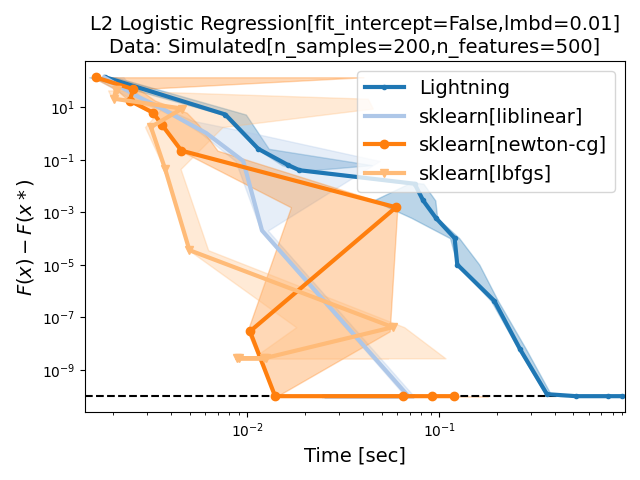 L2 Logistic Regression[fit_intercept=False,lmbd=0.01]
Data: Simulated[n_samples=200,n_features=500]
Lightning
sklearn[liblinear]
sklearn[newton-cg]
sklearn[lbfgs]
10¹
10⁻¹
10⁻³
10⁻⁵
10⁻⁷
10⁻⁹
F(x) − F(x*)
10⁻²
10⁻¹
Time [sec]